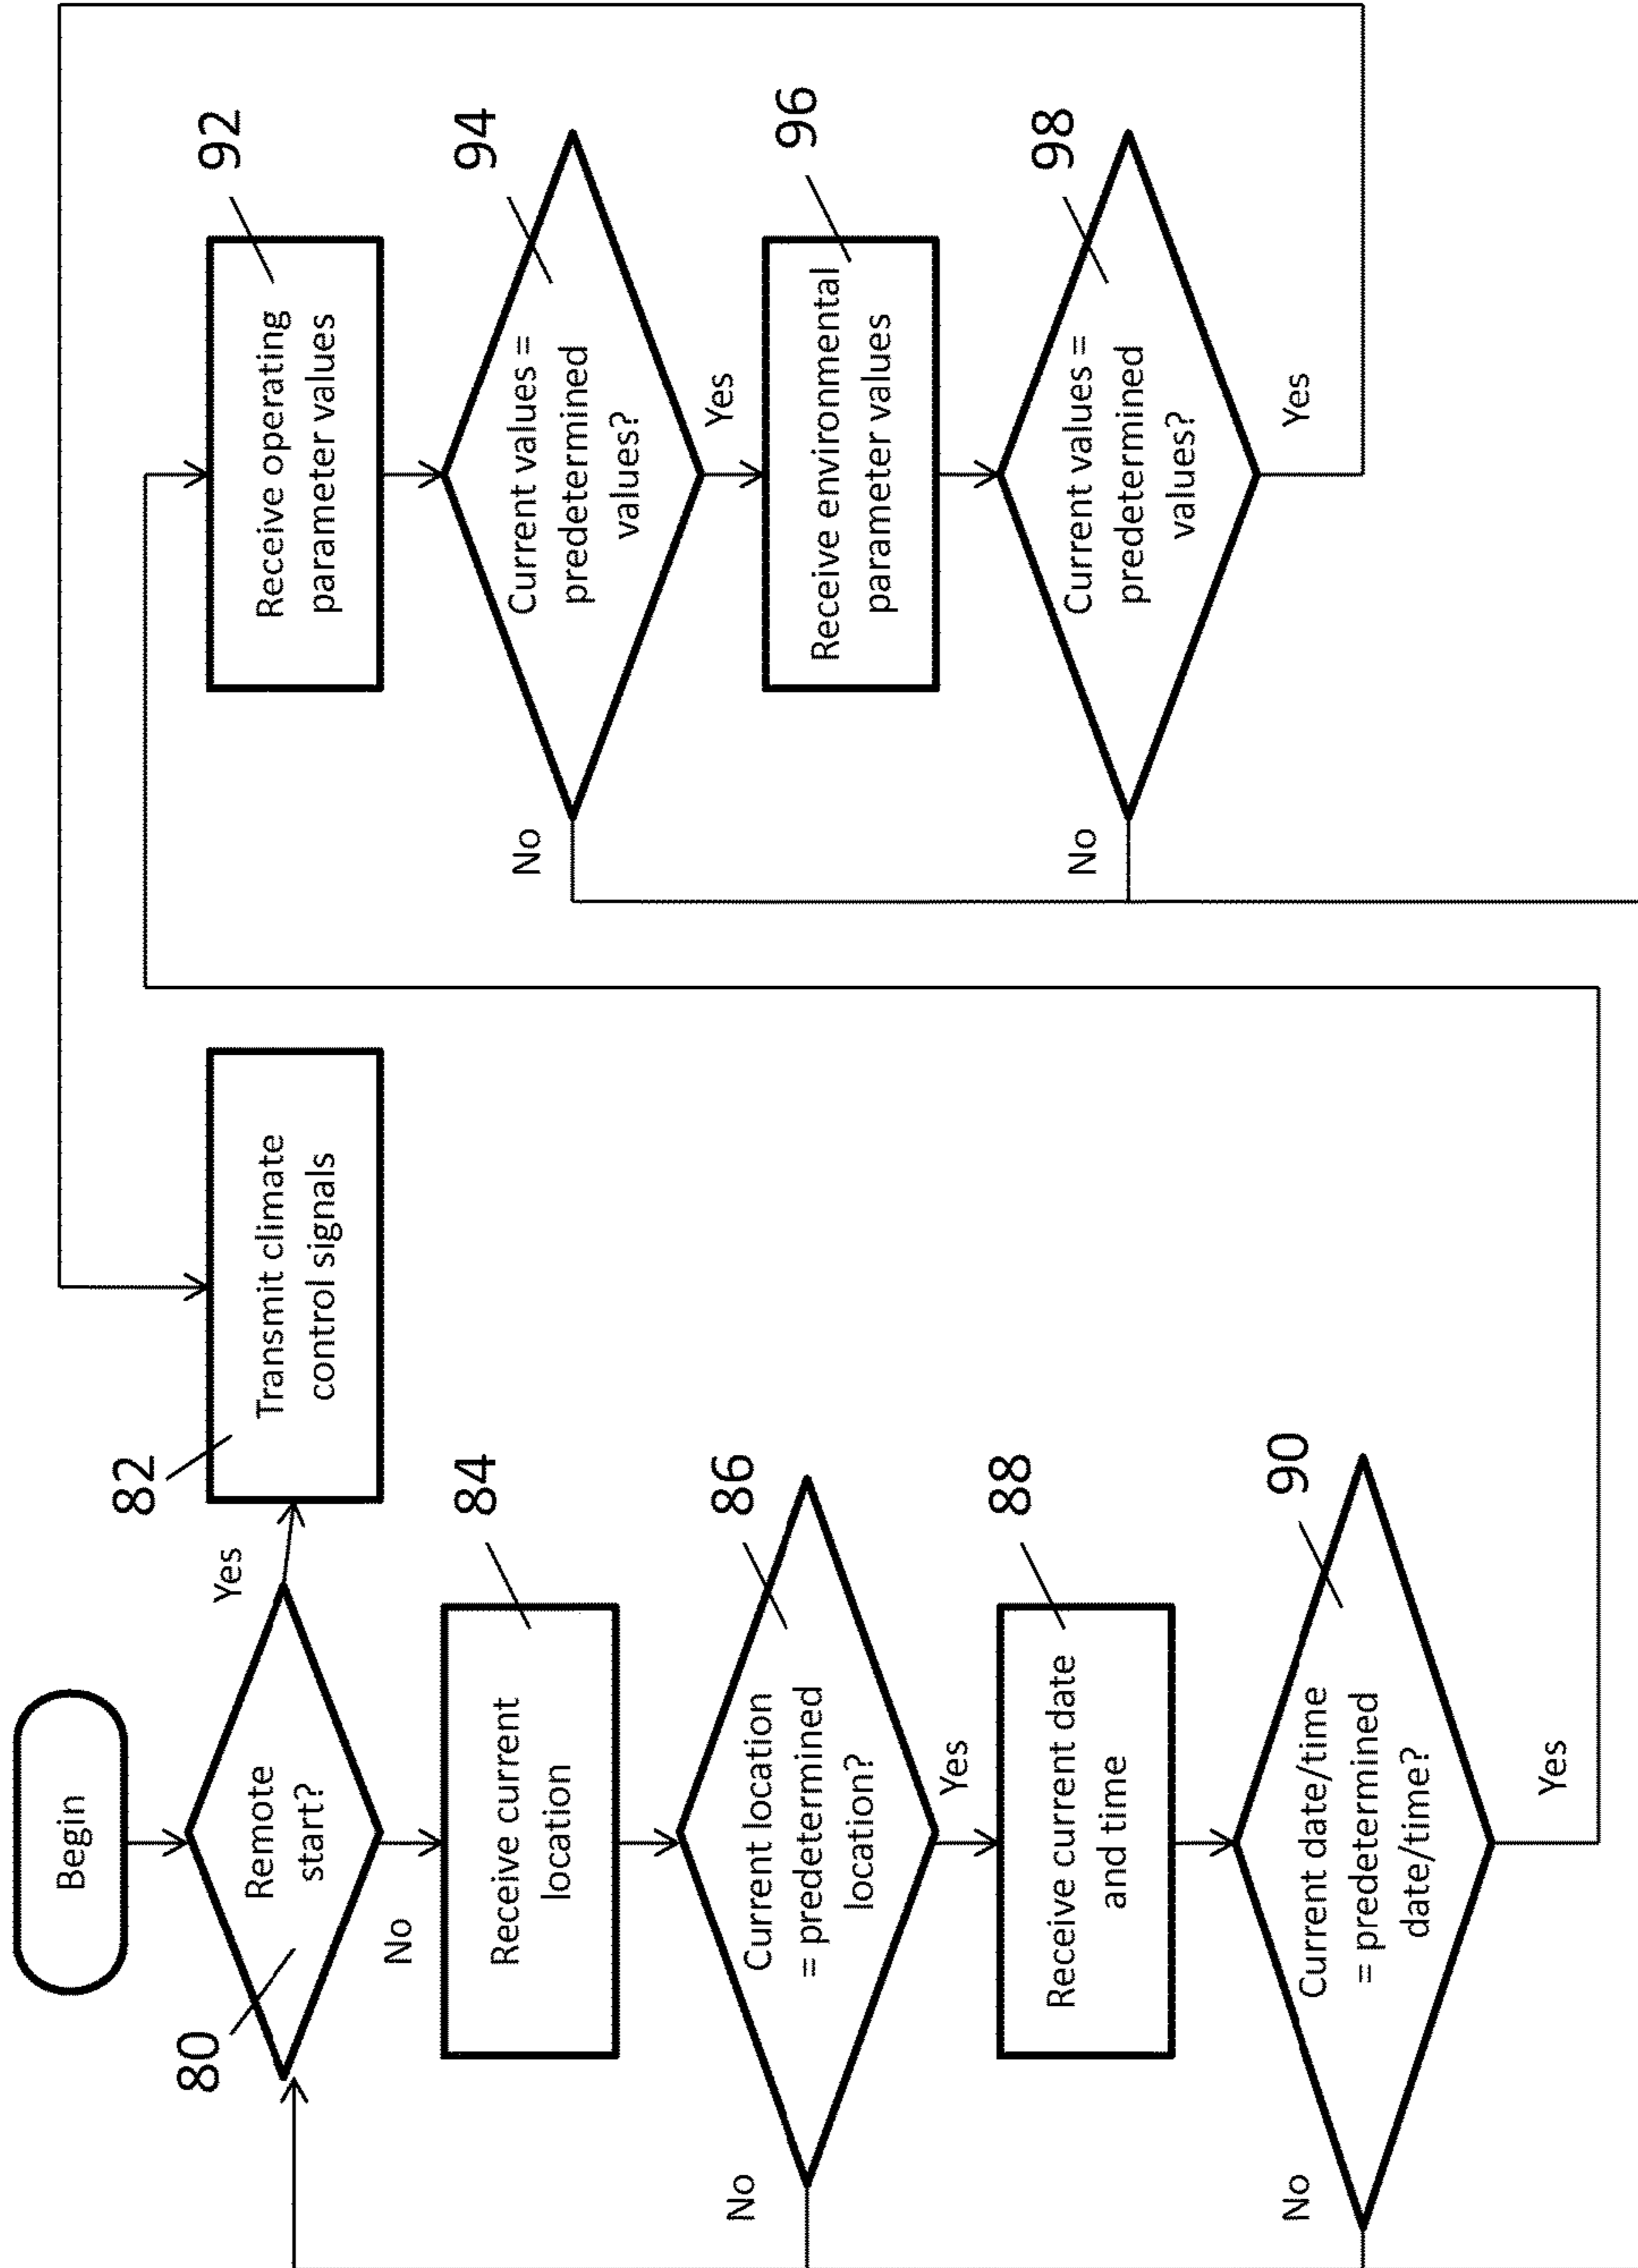 Begin
80
Remote
start?
Yes
No
82
Transmit climate
control signals
84
Receive current
location
86
Current location
= predetermined
location?
No
Yes
88
Receive current date
and time
90
Current date/time
= predetermined
date/time?
No
Yes
92
Receive operating
parameter values
94
Current values =
predetermined
values?
No
Yes
96
Receive environmental
parameter values
98
Current values =
predetermined
values?
No
Yes